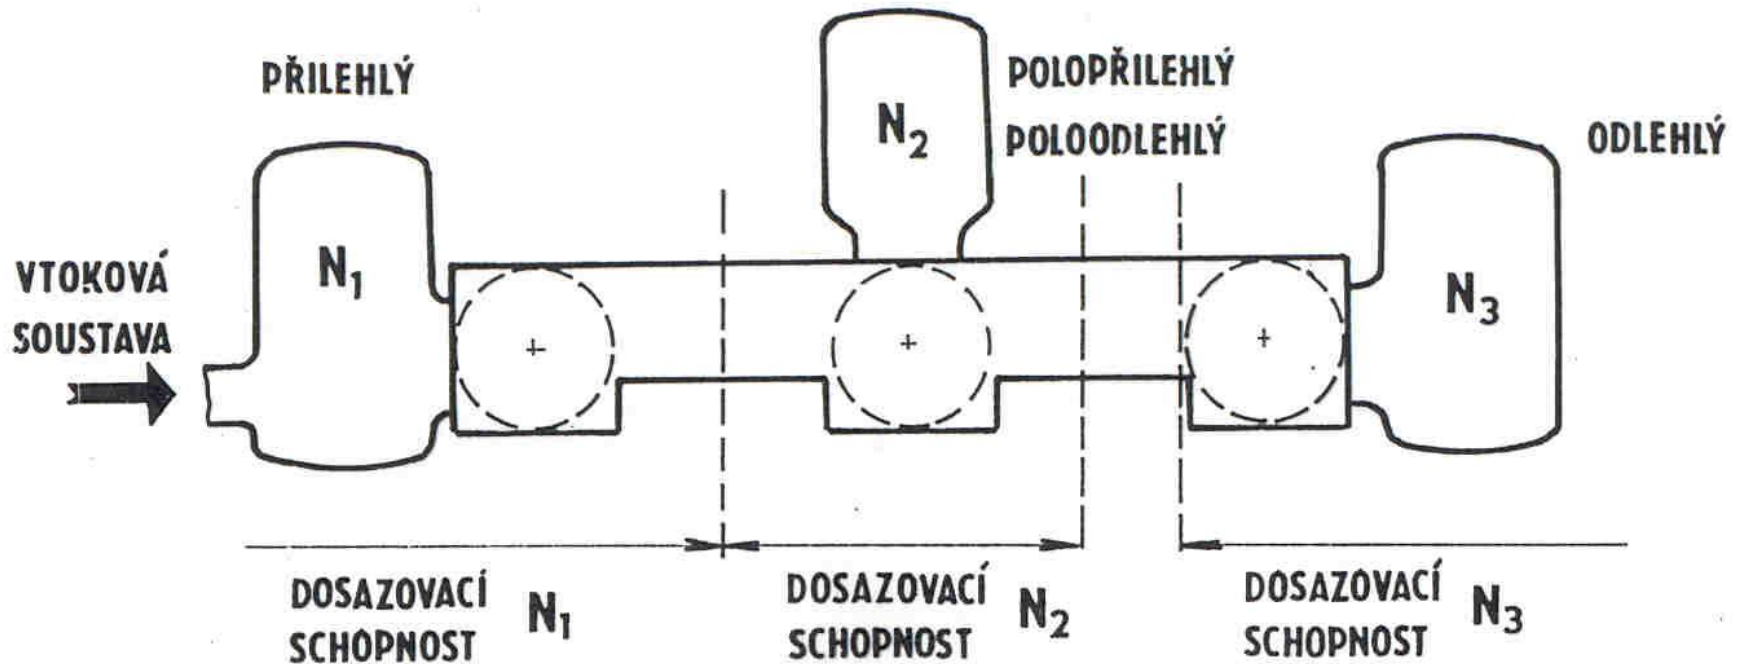 PŘILEHLÝ
N₂
POLOPŘILEHLÝ
POLOODLEHLÝ
ODLEHLÝ
VTOKOVÁ
SOUSTAVA
N₁
N₃
DOSAZOVACÍ
SCHOPNOST N₁
DOSAZOVACÍ
SCHOPNOST N₂
DOSAZOVACÍ
SCHOPNOST N₃